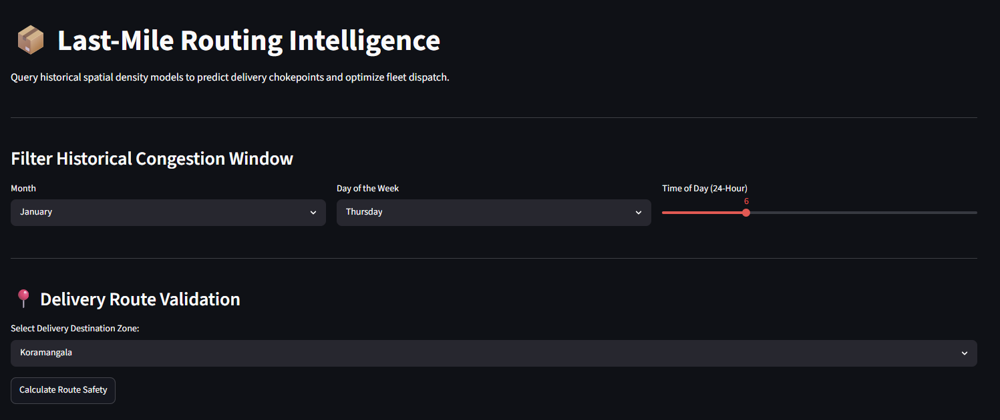 Last-Mile Routing Intelligence
Query historical spatial density models to predict delivery chokepoints and optimize fleet dispatch.
Filter Historical Congestion Window
Month
Day of the Week
Time of Day (24-Hour)
6
January
Thursday
Delivery Route Validation
Select Delivery Destination Zone:
Koramangala
Calculate Route Safety